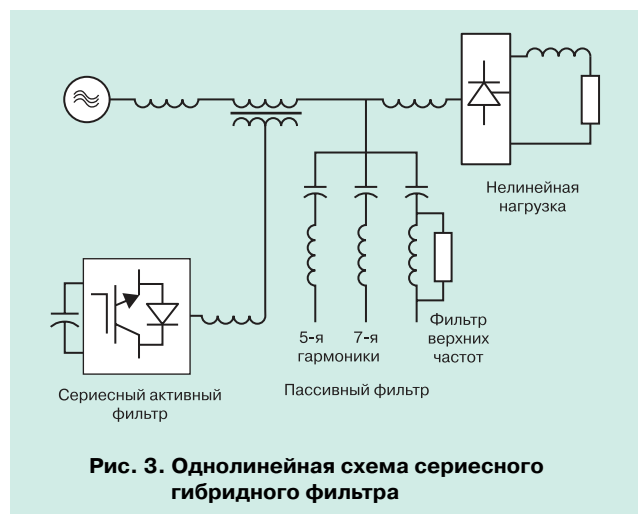 Нелинейная
нагрузка
5-я 7-я
гармоники
Фильтр
верхних
частот
Пассивный фильтр
Сериесный активный
фильтр
Рис. 3. Однолинейная схема сериесного
гибридного фильтра